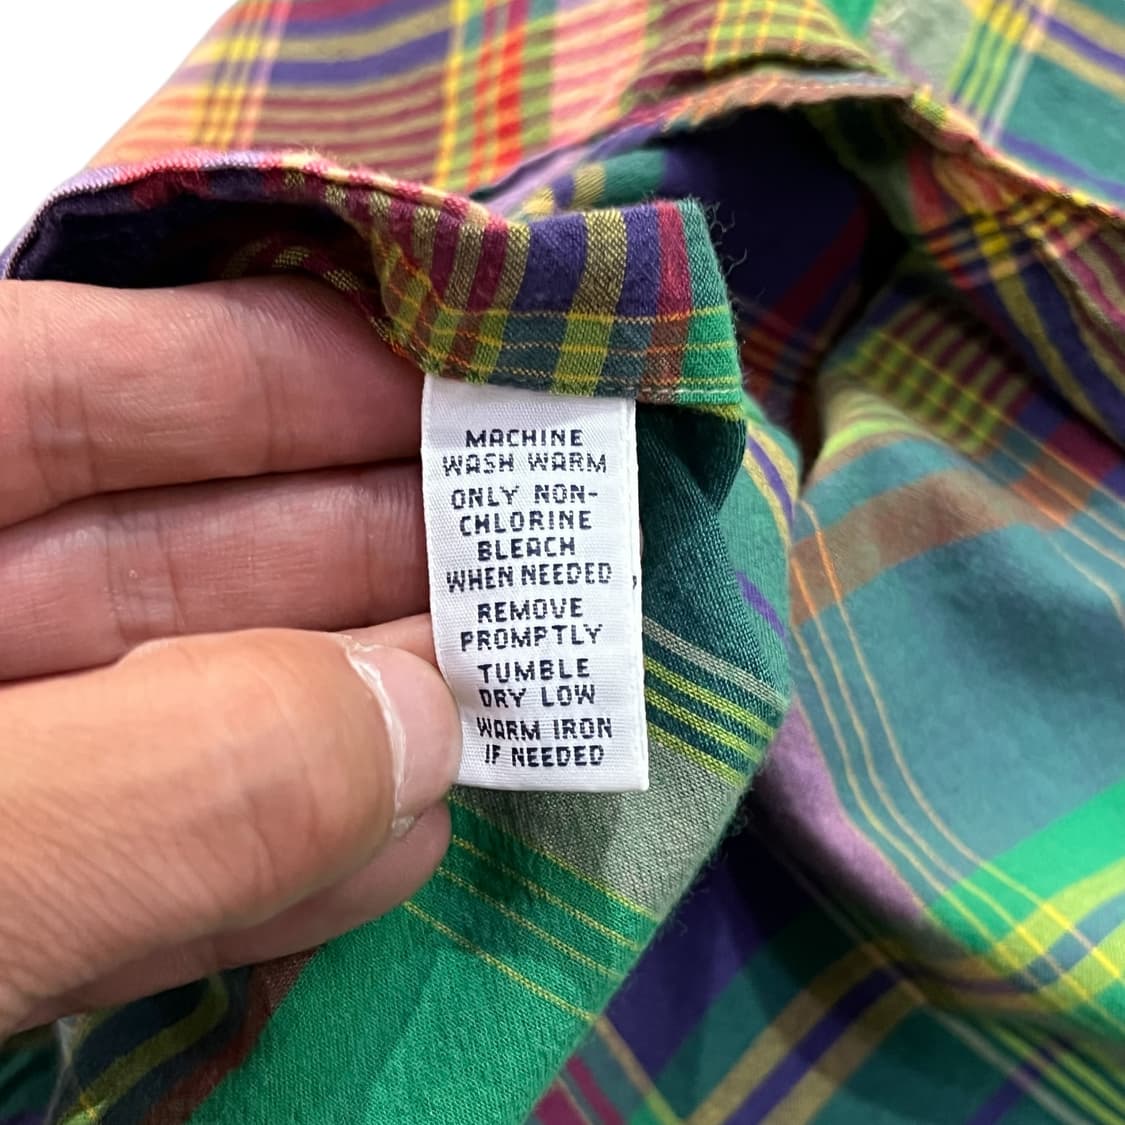 MACHINE
WASH WARM
ONLY NON-
CHLORINE
BLEACH
WHEN NEEDED
REMOVE
PROMPTLY
TUMBLE
DRY LOW
WARM IRON
IF NEEDED